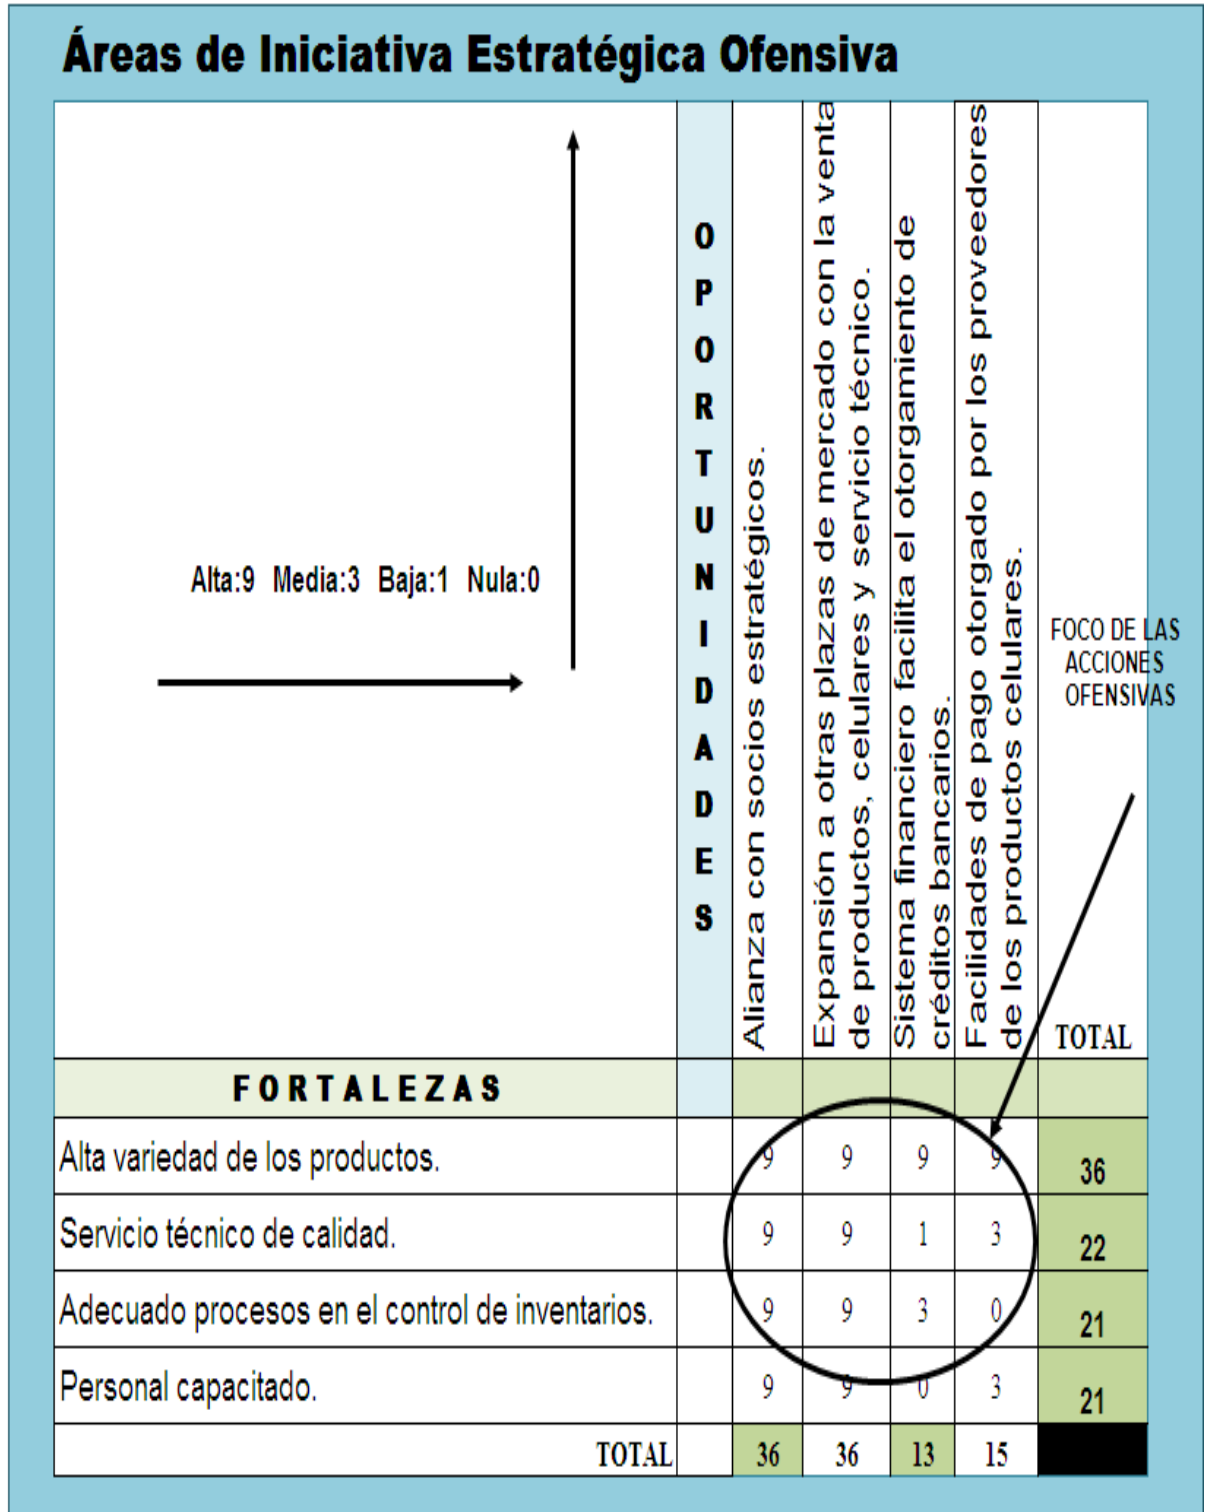 Áreas de Iniciativa Estratégica Ofensiva
Alta:9 Media:3 Baja:1 Nula:0
OPORTUNIDADES
Alianza con socios estratégicos.
Expansión a otras plazas de mercado con la venta
de productos, celulares y servicio técnico.
Sistema financiero facilita el otorgamiento de
créditos bancarios.
Facilidades de pago otorgado por los proveedores
de los productos celulares.
FOCO DE LAS
ACCIONES
OFENSIVAS
TOTAL
FORTALEZAS
Alta variedad de los productos. 9 9 9 9 36
Servicio técnico de calidad. 9 9 1 3 22
Adecuado procesos en el control de inventarios. 9 9 3 0 21
Personal capacitado. 9 9 0 3 21
TOTAL 36 36 13 15